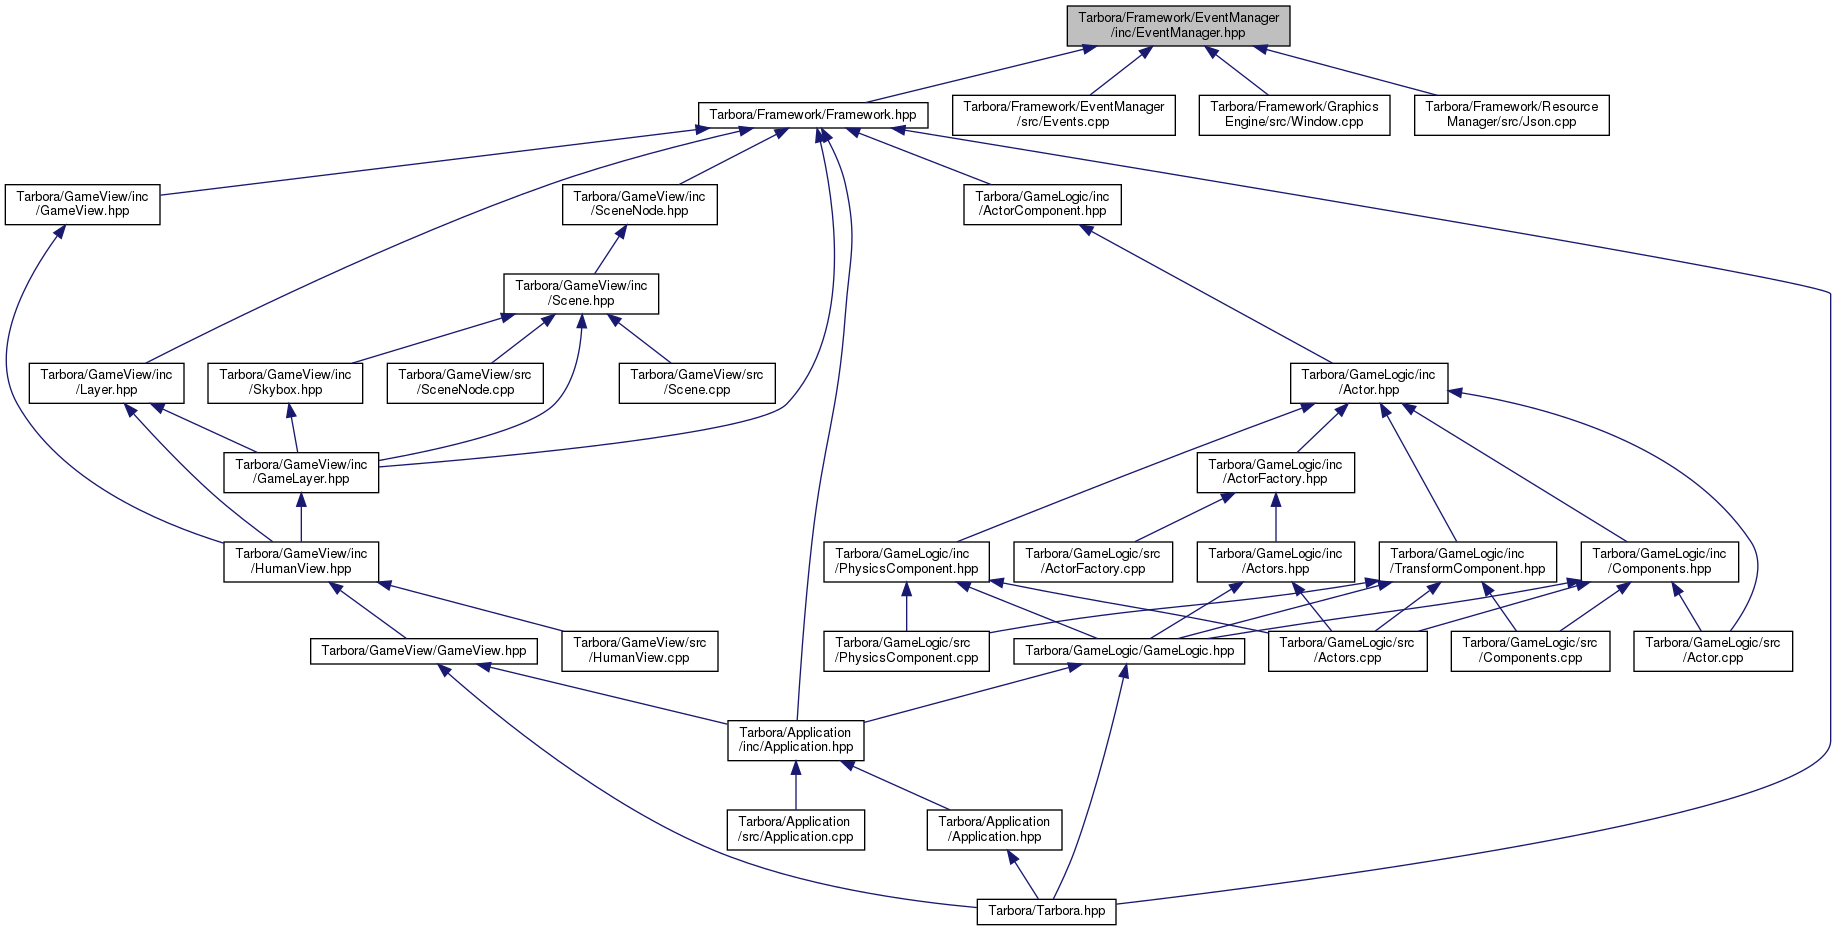 Tarbora/Framework/EventManager
/inc/EventManager.hpp
Tarbora/Framework/Framework.hpp
Tarbora/Framework/EventManager
/src/Events.cpp
Tarbora/Framework/Graphics
Engine/src/Window.cpp
Tarbora/Framework/Resource
Manager/src/Json.cpp
Tarbora/GameView/inc
/GameView.hpp
Tarbora/GameView/inc
/SceneNode.hpp
Tarbora/GameLogic/inc
/ActorComponent.hpp
Tarbora/GameView/inc
/Scene.hpp
Tarbora/GameView/inc
/Layer.hpp
Tarbora/GameView/inc
/Skybox.hpp
Tarbora/GameView/src
/SceneNode.cpp
Tarbora/GameView/src
/Scene.cpp
Tarbora/GameLogic/inc
/Actor.hpp
Tarbora/GameView/inc
/GameLayer.hpp
Tarbora/GameLogic/inc
/ActorFactory.hpp
Tarbora/GameView/inc
/HumanView.hpp
Tarbora/GameLogic/inc
/PhysicsComponent.hpp
Tarbora/GameLogic/src
/ActorFactory.cpp
Tarbora/GameLogic/inc
/Actors.hpp
Tarbora/GameLogic/inc
/TransformComponent.hpp
Tarbora/GameLogic/inc
/Components.hpp
Tarbora/GameView/GameView.hpp
Tarbora/GameView/src
/HumanView.cpp
Tarbora/GameLogic/src
/PhysicsComponent.cpp
Tarbora/GameLogic/GameLogic.hpp
Tarbora/GameLogic/src
/Actors.cpp
Tarbora/GameLogic/src
/Components.cpp
Tarbora/GameLogic/src
/Actor.cpp
Tarbora/Application
/inc/Application.hpp
Tarbora/Application
/src/Application.cpp
Tarbora/Application
/Application.hpp
Tarbora/Tarbora.hpp